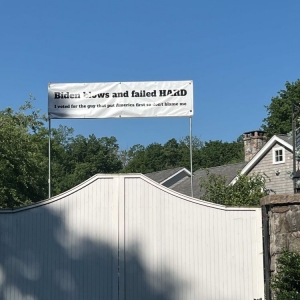 Biden blows and failed HARD
I voted for the guy that put America first so don't blame me